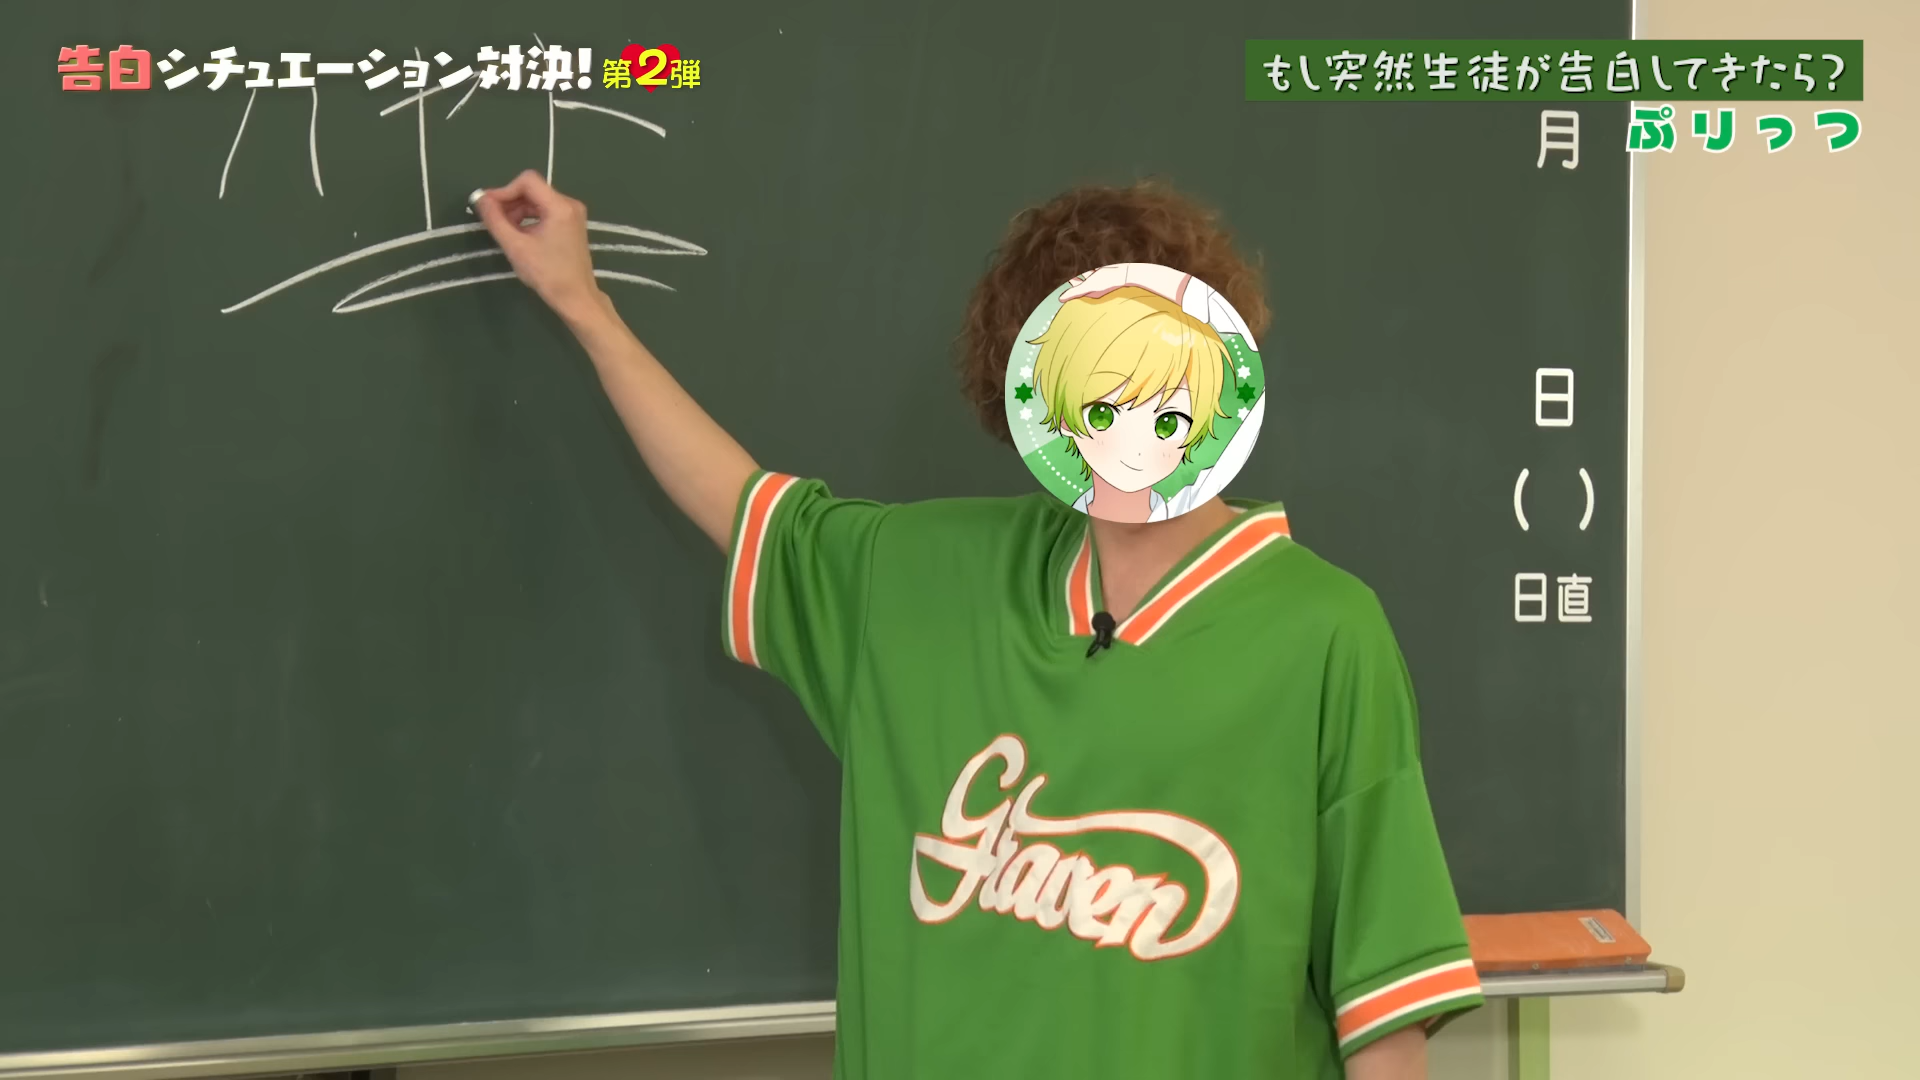 告白シチュエーション対決!第2弾
もし突然生徒が告白してきたら?
ぷりっつ
月
日
( )
日直
Graven